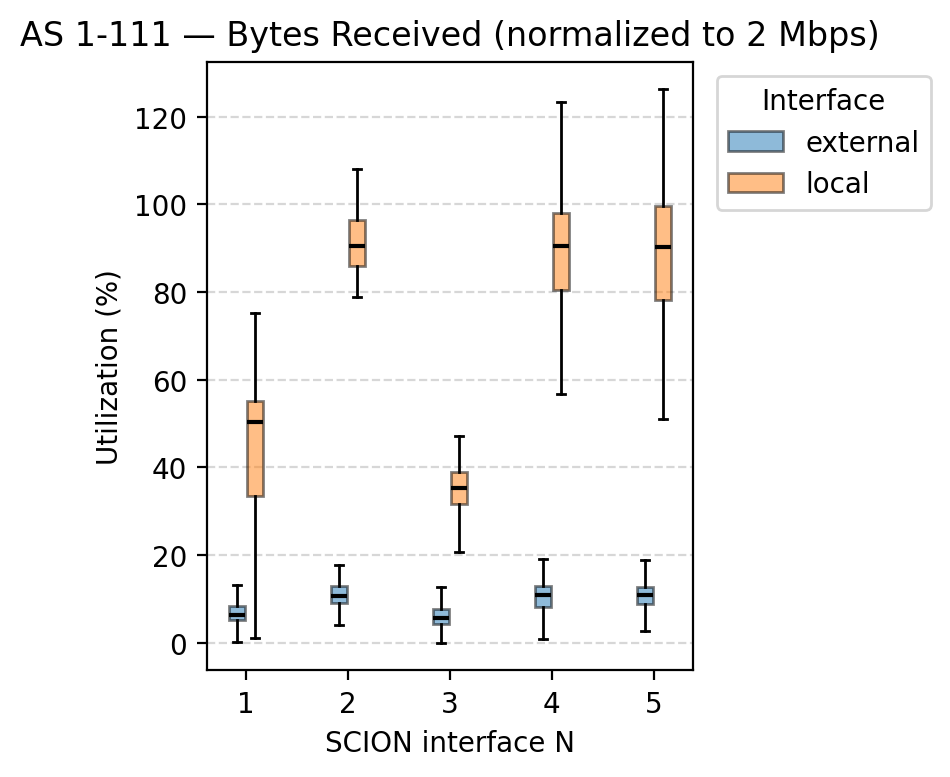 AS 1-111 — Bytes Received (normalized to 2 Mbps)
Interface
external
local
Utilization (%)
120
100
80
60
40
20
0
1 2 3 4 5
SCION interface N